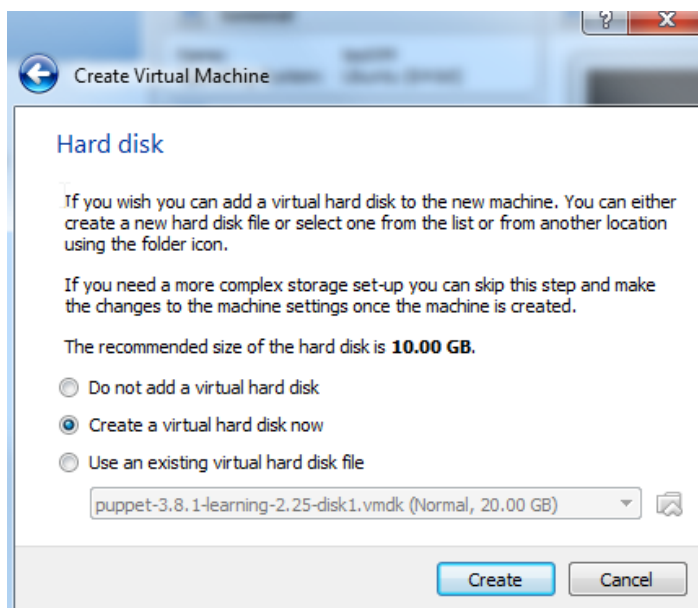 ?
X
Create Virtual Machine
Hard disk
If you wish you can add a virtual hard disk to the new machine. You can either
create a new hard disk file or select one from the list or from another location
using the folder icon.
If you need a more complex storage set-up you can skip this step and make
the changes to the machine settings once the machine is created.
The recommended size of the hard disk is 10.00 GB.
Do not add a virtual hard disk
Create a virtual hard disk now
Use an existing virtual hard disk file
puppet-3.8.1-learning-2.25-disk1.vmdk (Normal, 20.00 GB)
Create
Cancel